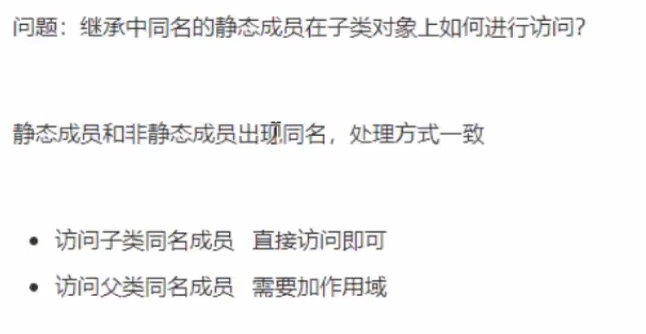 问题：继承中同名的静态成员在子类对象上如何进行访问？
静态成员和非静态成员出现同名，处理方式一致
• 访问子类同名成员 直接访问即可
• 访问父类同名成员 需要加作用域